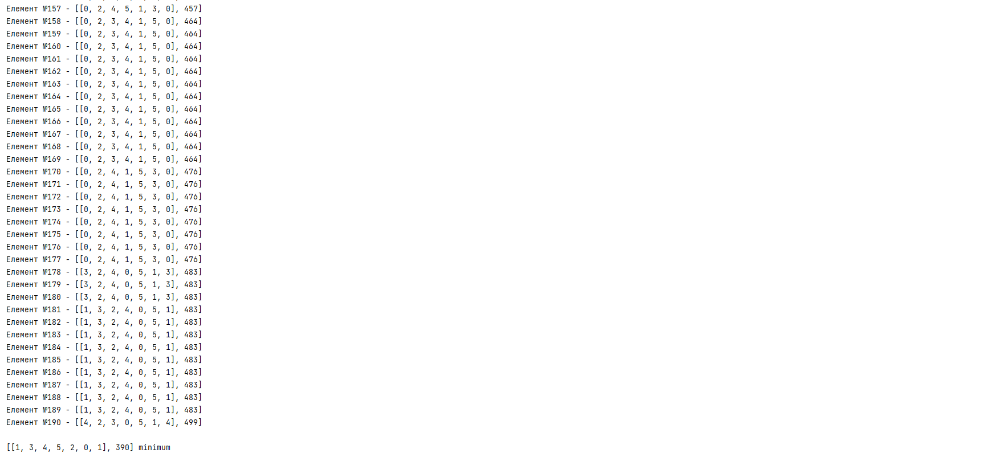 Елемент №157 - [[0, 2, 4, 5, 1, 3, 0], 457]
Елемент №158 - [[0, 2, 3, 4, 1, 5, 0], 464]
Елемент №159 - [[0, 2, 3, 4, 1, 5, 0], 464]
Елемент №160 - [[0, 2, 3, 4, 1, 5, 0], 464]
Елемент №161 - [[0, 2, 3, 4, 1, 5, 0], 464]
Елемент №162 - [[0, 2, 3, 4, 1, 5, 0], 464]
Елемент №163 - [[0, 2, 3, 4, 1, 5, 0], 464]
Елемент №164 - [[0, 2, 3, 4, 1, 5, 0], 464]
Елемент №165 - [[0, 2, 3, 4, 1, 5, 0], 464]
Елемент №166 - [[0, 2, 3, 4, 1, 5, 0], 464]
Елемент №167 - [[0, 2, 3, 4, 1, 5, 0], 464]
Елемент №168 - [[0, 2, 3, 4, 1, 5, 0], 464]
Елемент №169 - [[0, 2, 3, 4, 1, 5, 0], 464]
Елемент №170 - [[0, 2, 4, 1, 5, 3, 0], 476]
Елемент №171 - [[0, 2, 4, 1, 5, 3, 0], 476]
Елемент №172 - [[0, 2, 4, 1, 5, 3, 0], 476]
Елемент №173 - [[0, 2, 4, 1, 5, 3, 0], 476]
Елемент №174 - [[0, 2, 4, 1, 5, 3, 0], 476]
Елемент №175 - [[0, 2, 4, 1, 5, 3, 0], 476]
Елемент №176 - [[0, 2, 4, 1, 5, 3, 0], 476]
Елемент №177 - [[0, 2, 4, 1, 5, 3, 0], 476]
Елемент №178 - [[3, 2, 4, 0, 5, 1, 3], 483]
Елемент №179 - [[3, 2, 4, 0, 5, 1, 3], 483]
Елемент №180 - [[3, 2, 4, 0, 5, 1, 3], 483]
Елемент №181 - [[1, 3, 2, 4, 0, 5, 1], 483]
Елемент №182 - [[1, 3, 2, 4, 0, 5, 1], 483]
Елемент №183 - [[1, 3, 2, 4, 0, 5, 1], 483]
Елемент №184 - [[1, 3, 2, 4, 0, 5, 1], 483]
Елемент №185 - [[1, 3, 2, 4, 0, 5, 1], 483]
Елемент №186 - [[1, 3, 2, 4, 0, 5, 1], 483]
Елемент №187 - [[1, 3, 2, 4, 0, 5, 1], 483]
Елемент №188 - [[1, 3, 2, 4, 0, 5, 1], 483]
Елемент №189 - [[1, 3, 2, 4, 0, 5, 1], 483]
Елемент №190 - [[4, 2, 3, 0, 5, 1, 4], 499]
[[1, 3, 4, 5, 2, 0, 1], 390] minimum